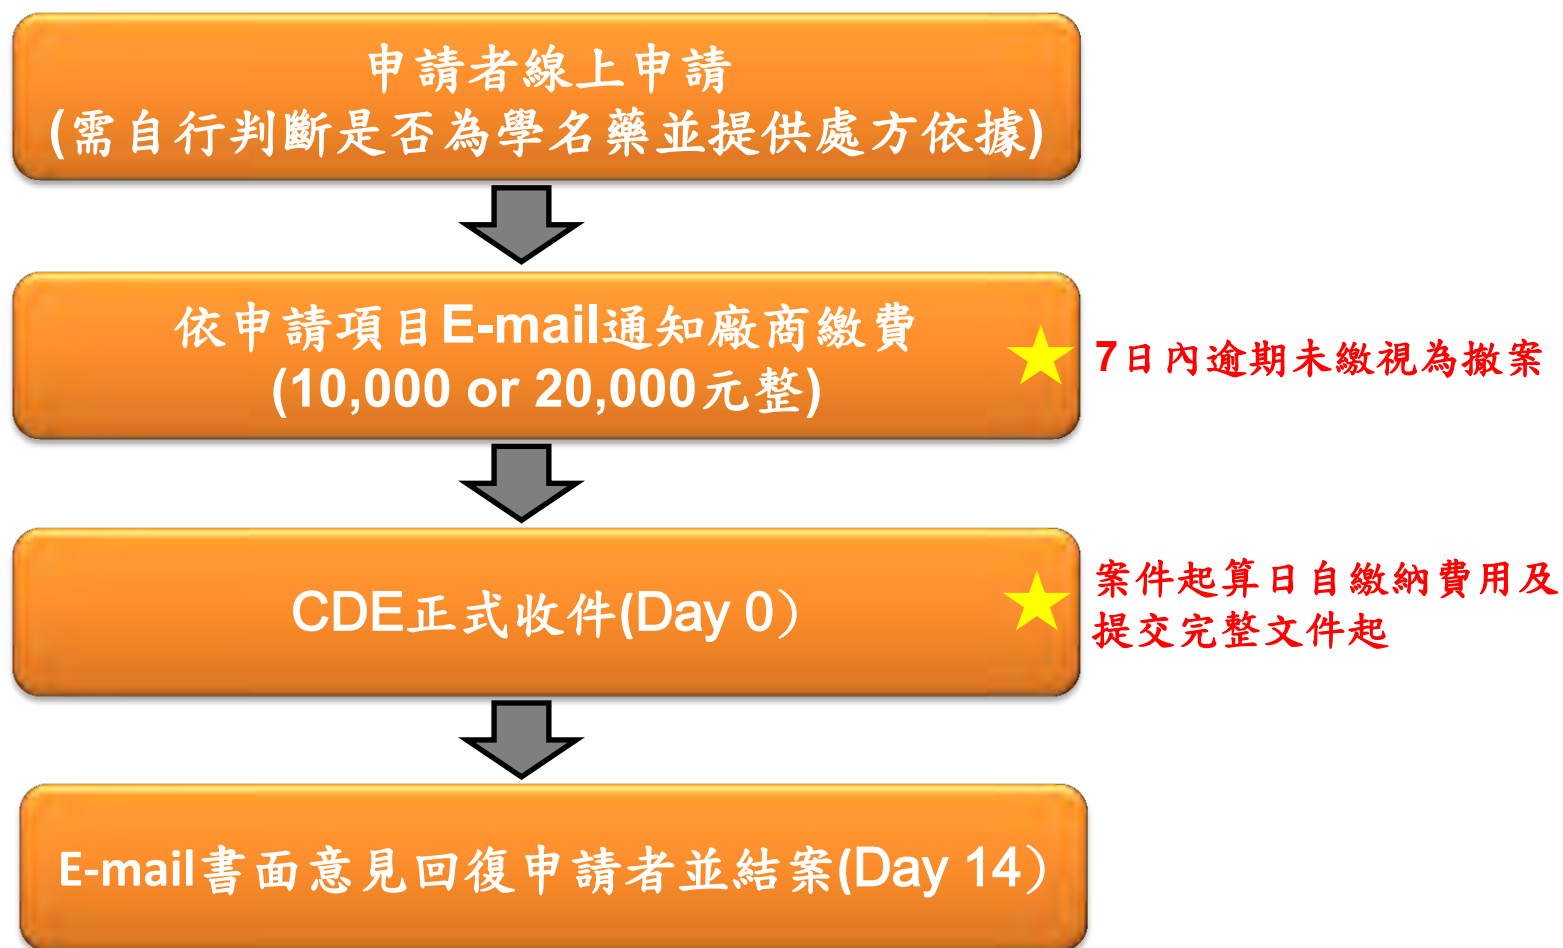 申請者線上申請
(需自行判斷是否為學名藥並提供處方依據)
依申請項目E-mail通知廠商繳費
(10,000 or 20,000元整)
7日內逾期未繳視為撤案
CDE正式收件(Day 0）
案件起算日自繳納費用及
提交完整文件起
E-mail書面意見回復申請者並結案(Day 14）